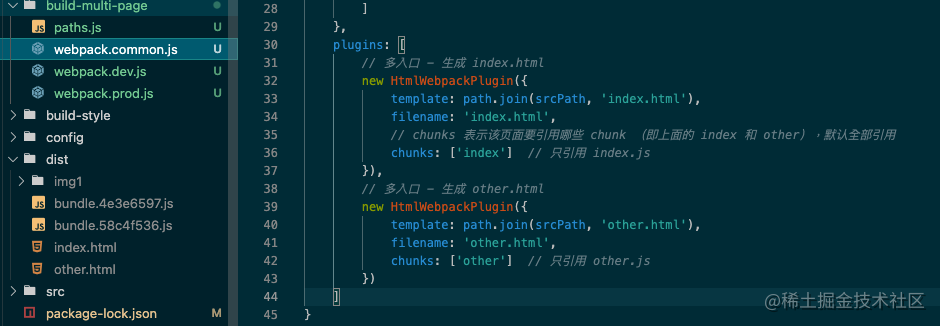 build-multi-page
paths.js U
webpack.common.js U
webpack.dev.js U
webpack.prod.js U
build-style
config
dist
img1
bundle.4e3e6597.js
bundle.58c4f536.js
index.html
other.html
src
package-lock.json M
28 ]
29 },
30 plugins: [
31 // 多入口 - 生成 index.html
32 new HtmlWebpackPlugin({
33 template: path.join(srcPath, 'index.html'),
34 filename: 'index.html',
35 // chunks 表示该页面要引用哪些 chunk （即上面的 index 和 other），默认全部引用
36 chunks: ['index'] // 只引用 index.js
37 }),
38 // 多入口 - 生成 other.html
39 new HtmlWebpackPlugin({
40 template: path.join(srcPath, 'other.html'),
41 filename: 'other.html',
42 chunks: ['other'] // 只引用 other.js
43 })
44 ]
45 }
@稀土掘金技术社区